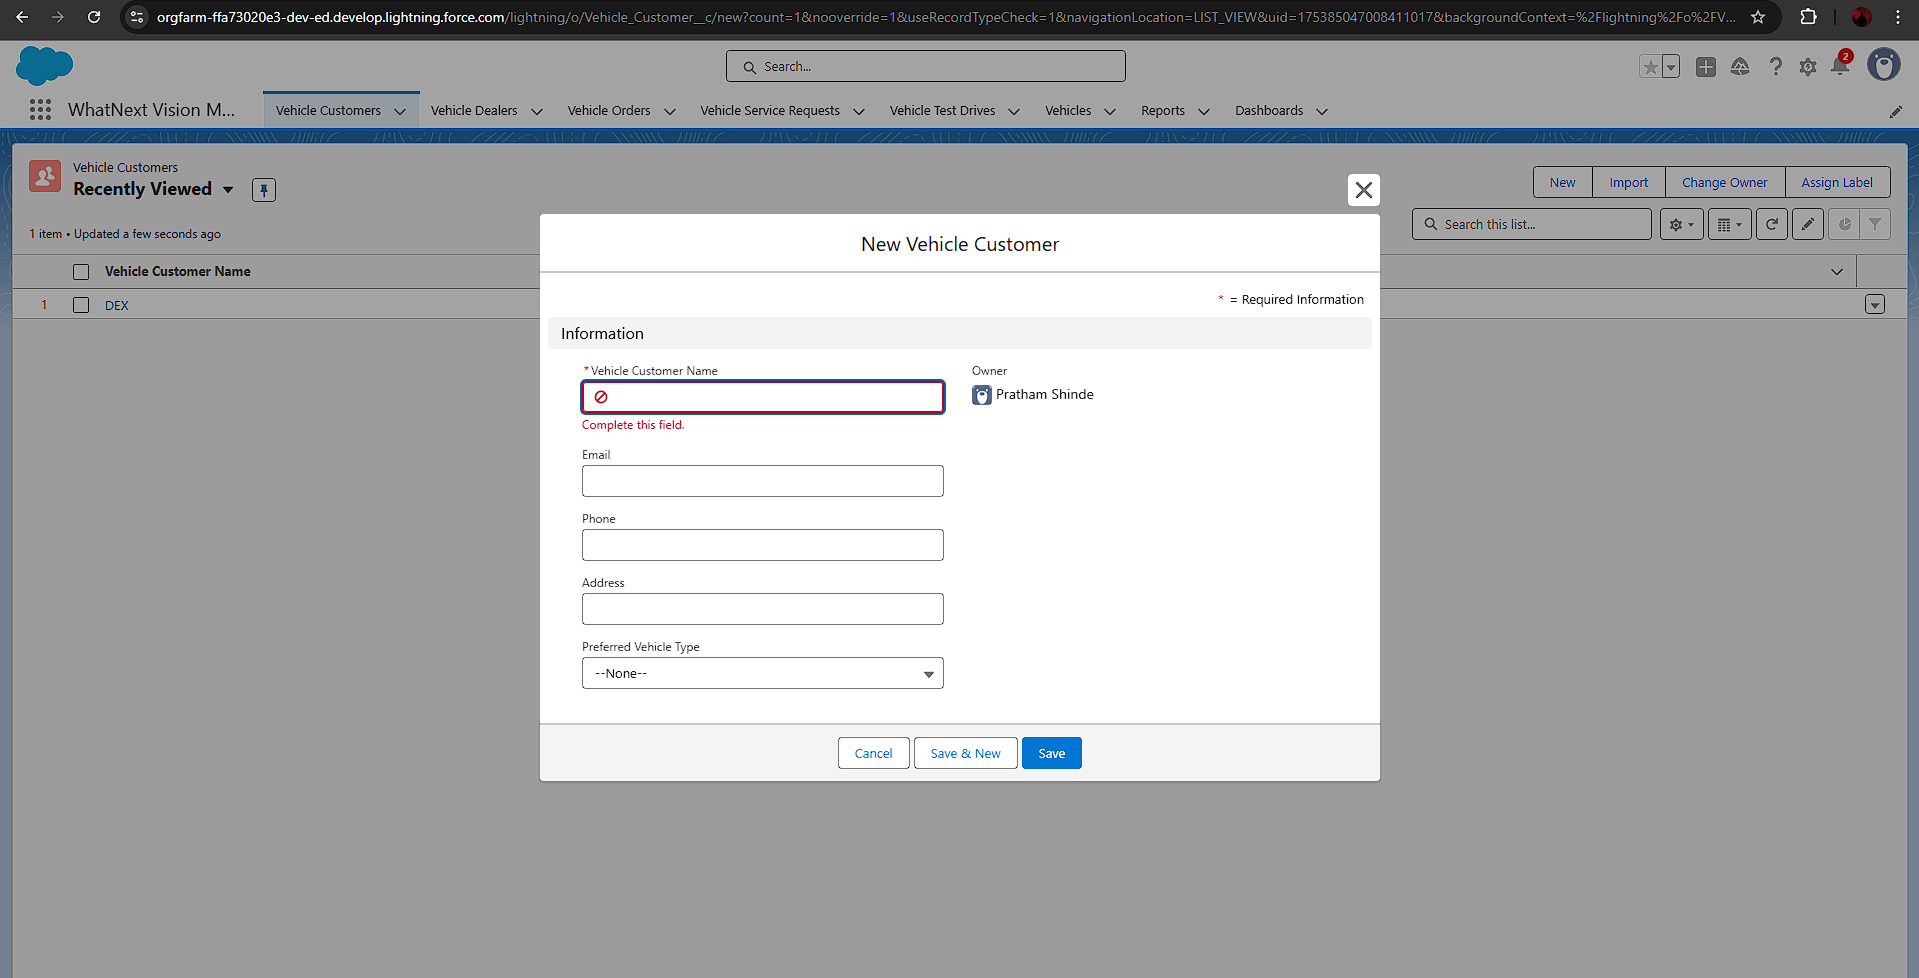 orgfarm-ffa73020e3-dev-ed.develop.lightning.force.com/lightning/o/Vehicle_Customer__c/new?count=1&nooverride=1&useRecordTypeCheck=1&navigationLocation=LIST_VIEW&uid=175385047008411017&backgroundContext=%2Flightning%2Fo%2FV...
Search...
2
WhatNext Vision M...
Vehicle Customers
Vehicle Dealers
Vehicle Orders
Vehicle Service Requests
Vehicle Test Drives
Vehicles
Reports
Dashboards
Vehicle Customers
Recently Viewed
New
Import
Change Owner
Assign Label
1 item • Updated a few seconds ago
Search this list...
Vehicle Customer Name
1
DEX
New Vehicle Customer
* = Required Information
Information
*Vehicle Customer Name
Complete this field.
Owner
Pratham Shinde
Email
Phone
Address
Preferred Vehicle Type
--None--
Cancel
Save & New
Save